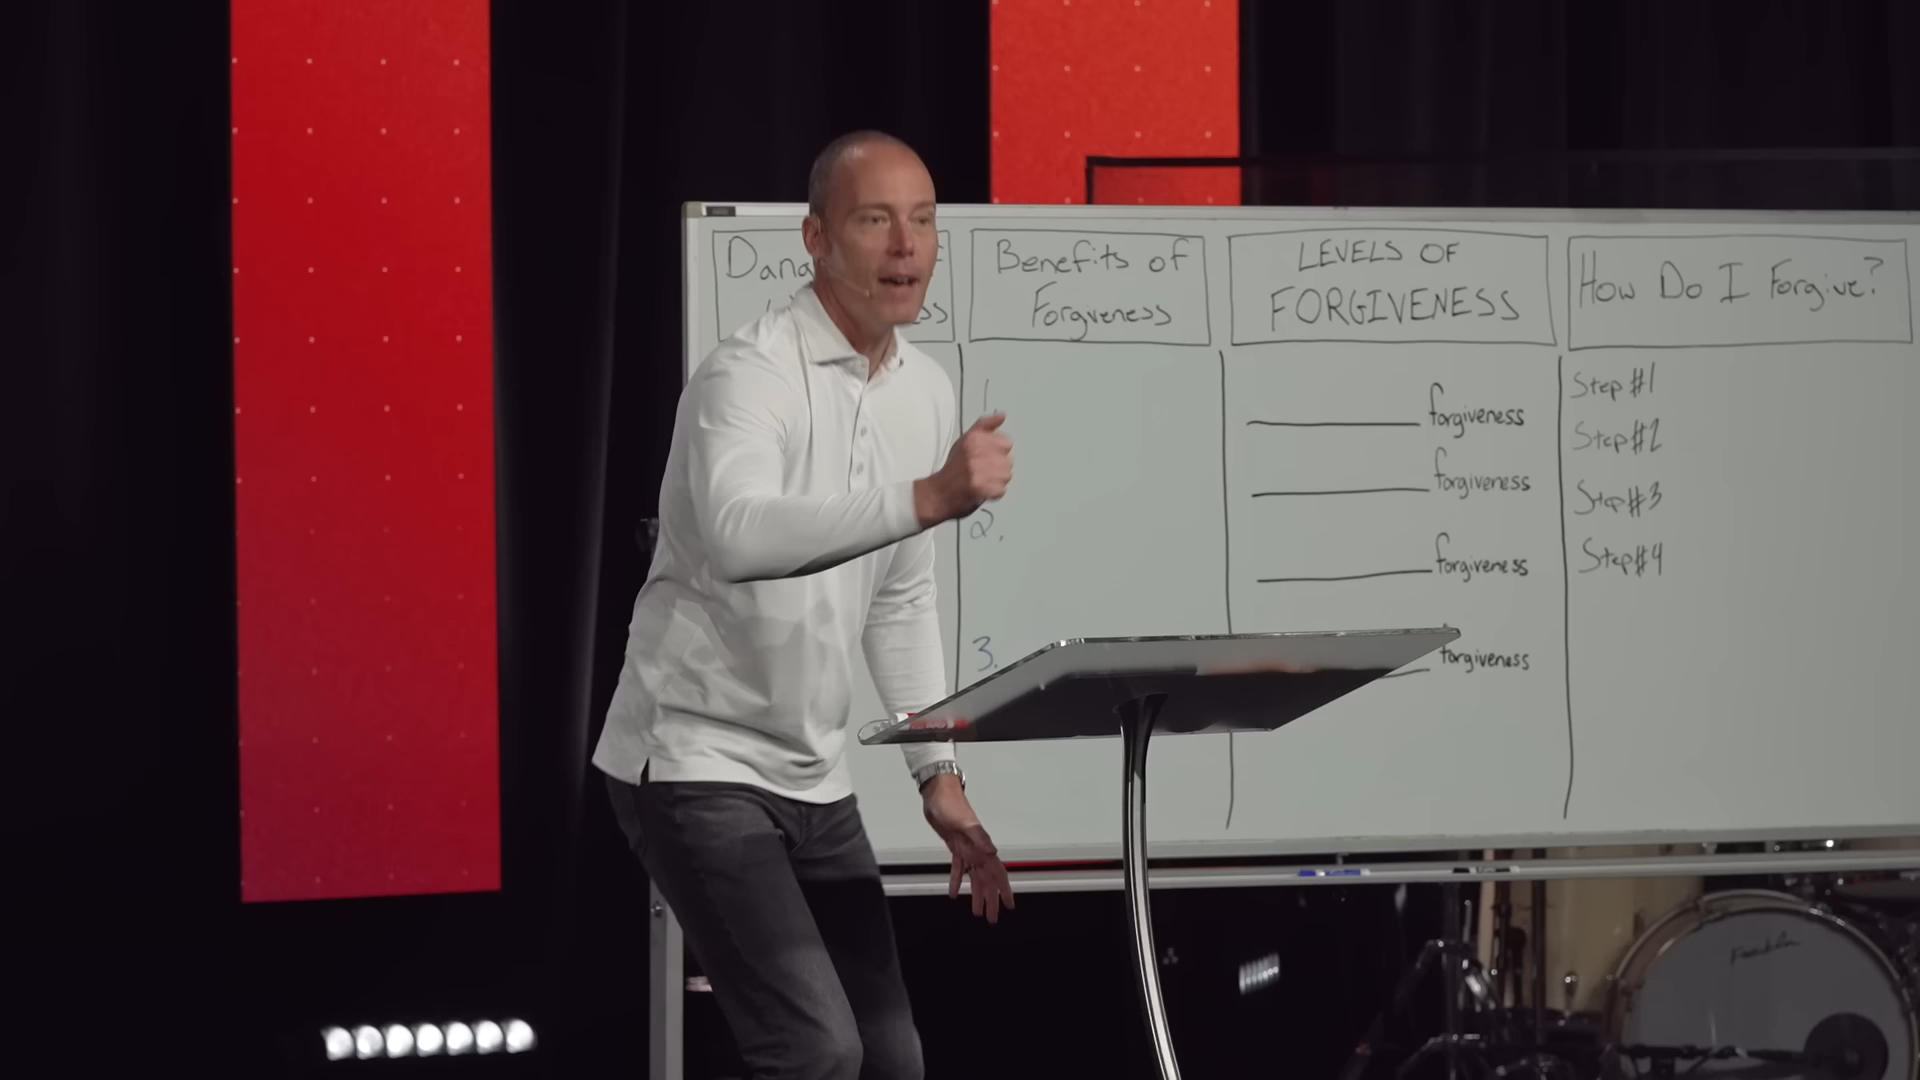 Benefits of
Forgiveness
1.
2.
3.
LEVELS OF
FORGIVENESS
forgiveness
forgiveness
forgiveness
forgiveness
How Do I Forgive?
Step #1
Step #2
Step #3
Step #4